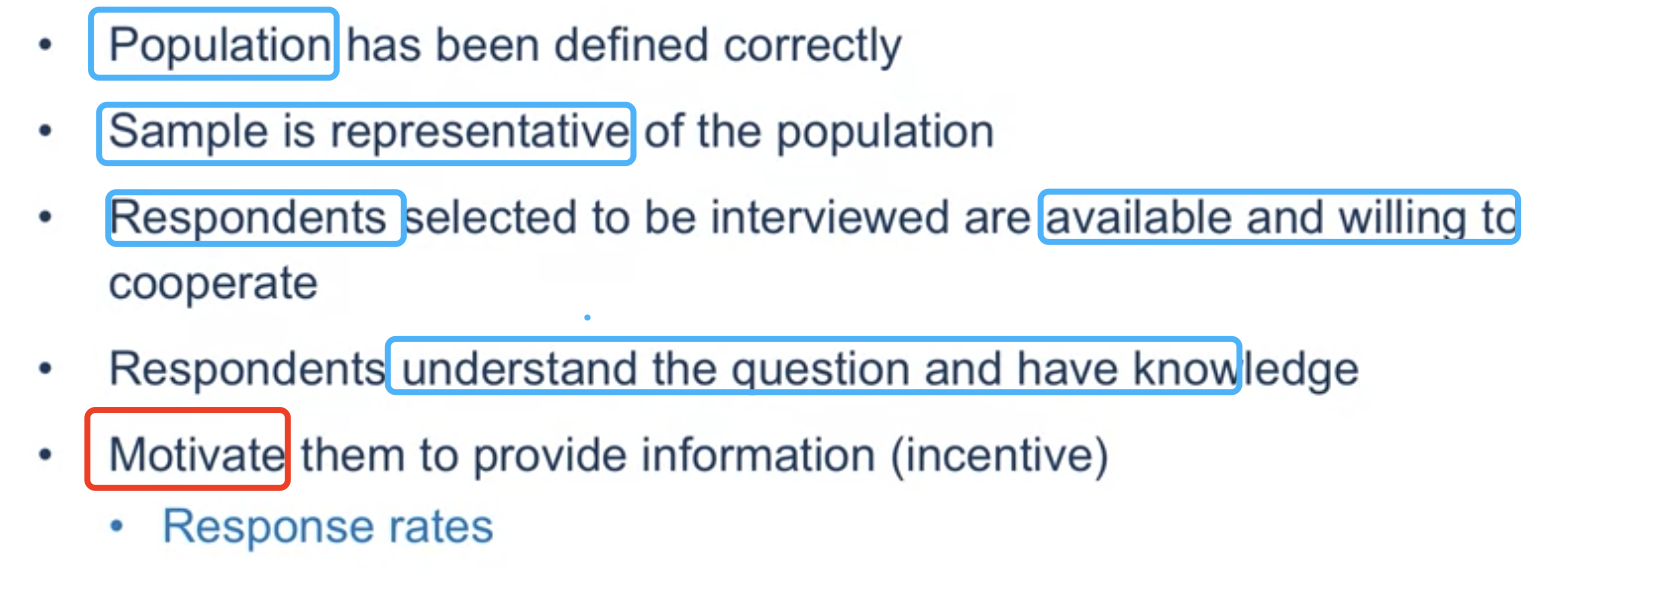 • Population has been defined correctly
• Sample is representative of the population
• Respondents selected to be interviewed are available and willing to
cooperate
• Respondents understand the question and have knowledge
• Motivate them to provide information (incentive)
• Response rates